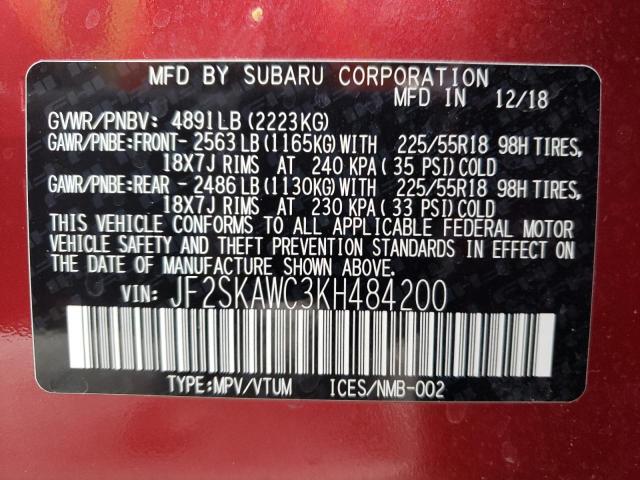 MFD BY SUBARU CORPORATION
MFD IN 12/18
GVWR/PNBV: 4891LB(2223KG)
GAWR/PNBE:FRONT- 2563LB(1165KG)WITH 225/55R18 98H TIRES,
18X7J RIMS AT 240 KPA( 35 PSI)COLD
GAWR/PNBE:REAR - 2486LB(1130KG)WITH 225/55R18 98H TIRES,
18X7J RIMS AT 230 KPA( 33 PSI)COLD
THIS VEHICLE CONFORMS TO ALL APPLICABLE FEDERAL MOTOR
VEHICLE SAFETY AND THEFT PREVENTION STANDARDS IN EFFECT ON
THE DATE OF MANUFACTURE SHOWN ABOVE.
VIN: JF2SKAWC3KH484200
TYPE:MPV/VTUM ICES/NMB-002